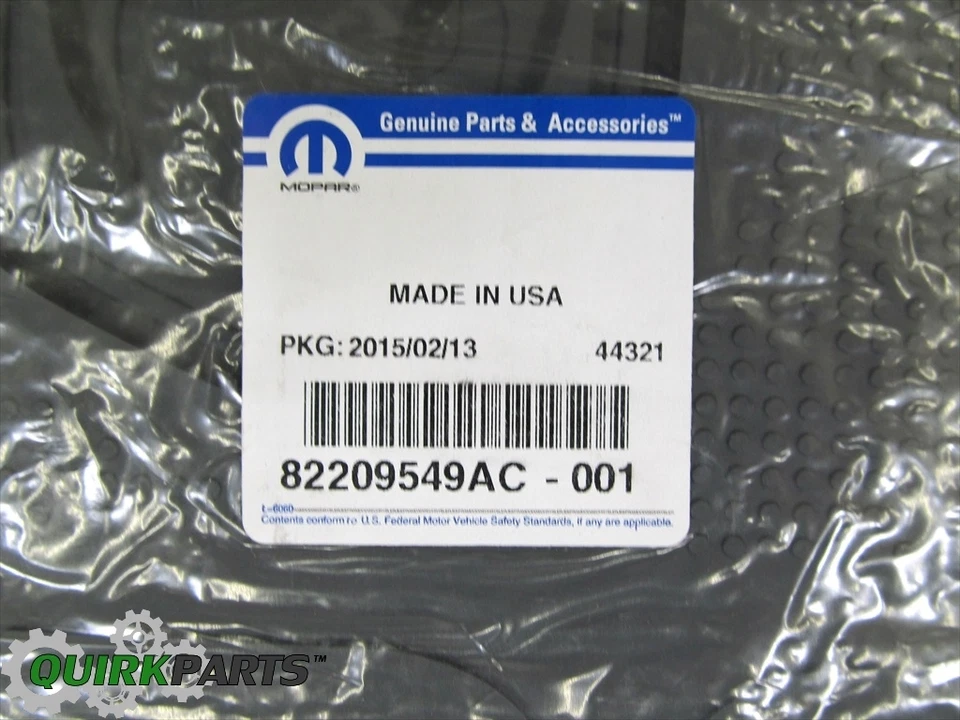 Genuine Parts & Accessories™
MOPAR®
MADE IN USA
PKG: 2015/02/13 44321
82209549AC - 001
L-6060
Contents conform to U.S. Federal Motor Vehicle Safety Standards, if any are applicable.
QUIRKPARTS™